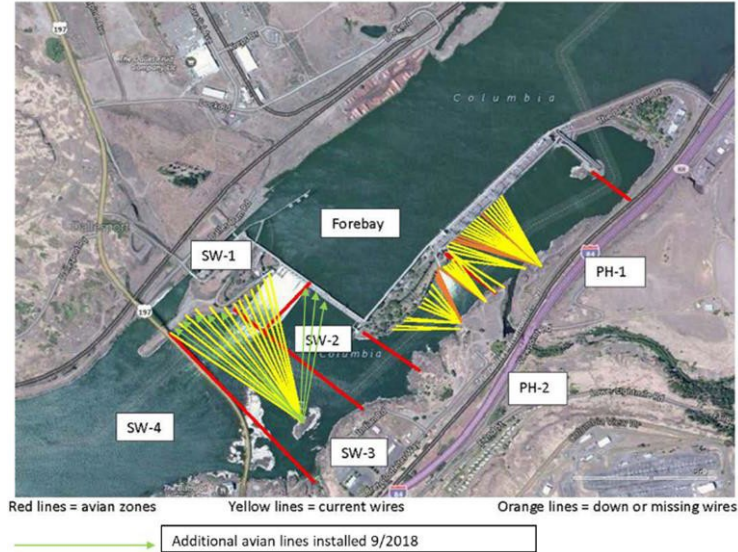 197
Columbia
84
Forebay
SW-1
84
PH-1
197
SW-2
Columbia
PH-2
SW-4
SW-3
84
Red lines = avian zones
Yellow lines = current wires
Orange lines = down or missing wires
Additional avian lines installed 9/2018